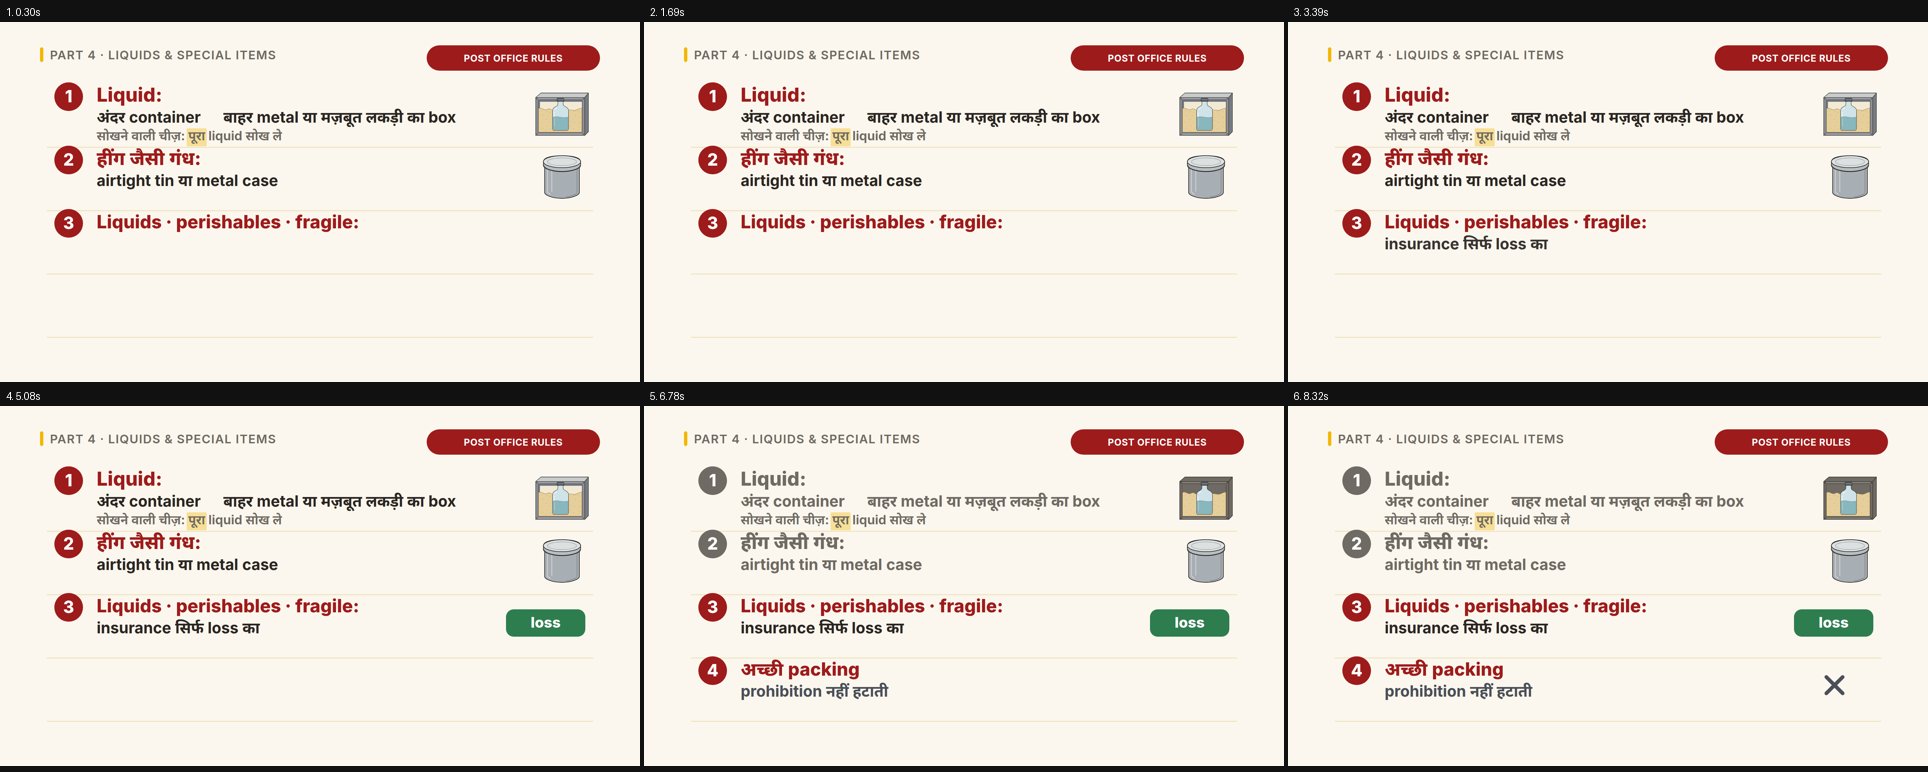 1. 0.30s
PART 4 · LIQUIDS & SPECIAL ITEMS
POST OFFICE RULES
1 Liquid:
अंदर container बाहर metal या मज़बूत लकड़ी का box
सोखने वाली चीज़: पूरा liquid सोख ले
2 हींग जैसी गंध:
airtight tin या metal case
3 Liquids · perishables · fragile:
2. 1.69s
PART 4 · LIQUIDS & SPECIAL ITEMS
POST OFFICE RULES
1 Liquid:
अंदर container बाहर metal या मज़बूत लकड़ी का box
सोखने वाली चीज़: पूरा liquid सोख ले
2 हींग जैसी गंध:
airtight tin या metal case
3 Liquids · perishables · fragile:
3. 3.39s
PART 4 · LIQUIDS & SPECIAL ITEMS
POST OFFICE RULES
1 Liquid:
अंदर container बाहर metal या मज़बूत लकड़ी का box
सोखने वाली चीज़: पूरा liquid सोख ले
2 हींग जैसी गंध:
airtight tin या metal case
3 Liquids · perishables · fragile:
insurance सिर्फ loss का
4. 5.08s
PART 4 · LIQUIDS & SPECIAL ITEMS
POST OFFICE RULES
1 Liquid:
अंदर container बाहर metal या मज़बूत लकड़ी का box
सोखने वाली चीज़: पूरा liquid सोख ले
2 हींग जैसी गंध:
airtight tin या metal case
3 Liquids · perishables · fragile:
insurance सिर्फ loss का
loss
5. 6.78s
PART 4 · LIQUIDS & SPECIAL ITEMS
POST OFFICE RULES
1 Liquid:
अंदर container बाहर metal या मज़बूत लकड़ी का box
सोखने वाली चीज़: पूरा liquid सोख ले
2 हींग जैसी गंध:
airtight tin या metal case
3 Liquids · perishables · fragile:
insurance सिर्फ loss का
loss
4 अच्छी packing
prohibition नहीं हटाती
6. 8.32s
PART 4 · LIQUIDS & SPECIAL ITEMS
POST OFFICE RULES
1 Liquid:
अंदर container बाहर metal या मज़बूत लकड़ी का box
सोखने वाली चीज़: पूरा liquid सोख ले
2 हींग जैसी गंध:
airtight tin या metal case
3 Liquids · perishables · fragile:
insurance सिर्फ loss का
loss
4 अच्छी packing
prohibition नहीं हटाती